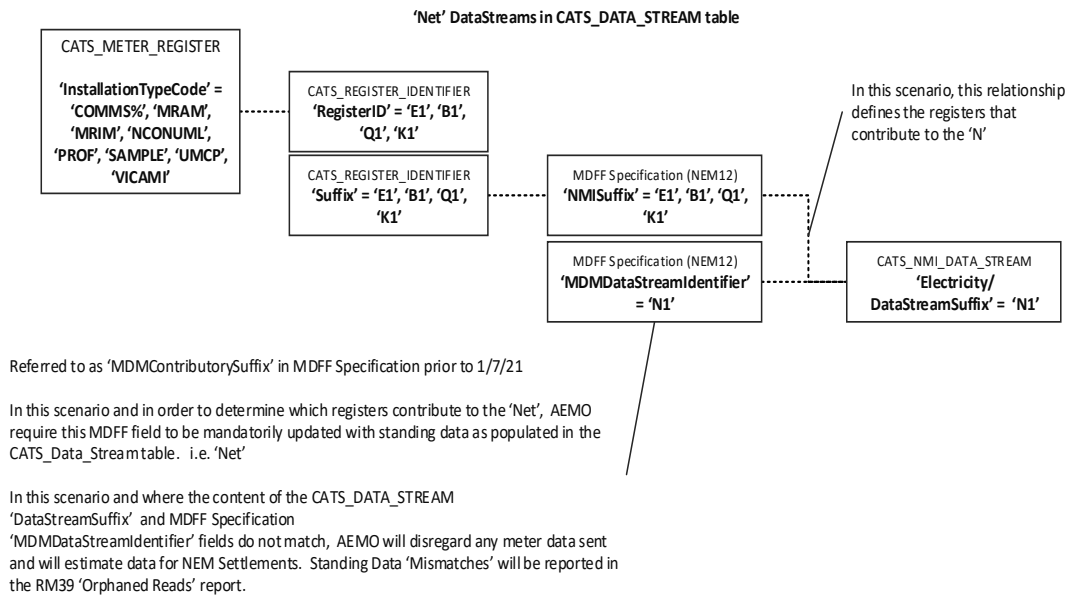 ‘Net’ DataStreams in CATS_DATA_STREAM table
CATS_METER_REGISTER
‘InstallationTypeCode’ =
‘COMMS%’, ‘MRAM’,
‘MRIM’, ‘NCONUML’,
‘PROF’, ‘SAMPLE’, ‘UMCP’,
‘VICAMI’
CATS_REGISTER_IDENTIFIER
‘RegisterID’ = ‘E1’, ‘B1’,
‘Q1’, ‘K1’
CATS_REGISTER_IDENTIFIER
‘Suffix’ = ‘E1’, ‘B1’, ‘Q1’,
‘K1’
MDFF Specification (NEM12)
‘NMISuffix’ = ‘E1’, ‘B1’, ‘Q1’,
‘K1’
MDFF Specification (NEM12)
‘MDMDataStreamIdentifier’
= ‘N1’
In this scenario, this relationship
defines the registers that
contribute to the ‘N’
CATS_NMI_DATA_STREAM
‘Electricity/
DataStreamSuffix’ = ‘N1’
Referred to as ‘MDMContributorySuffix’ in MDFF Specification prior to 1/7/21
In this scenario and in order to determine which registers contribute to the ‘Net’, AEMO
require this MDFF field to be mandatorily updated with standing data as populated in the
CATS_Data_Stream table. i.e. ‘Net’
In this scenario and where the content of the CATS_DATA_STREAM
‘DataStreamSuffix’ and MDFF Specification
‘MDMDataStreamIdentifier’ fields do not match, AEMO will disregard any meter data sent
and will estimate data for NEM Settlements. Standing Data ‘Mismatches’ will be reported in
the RM39 ‘Orphaned Reads’ report.